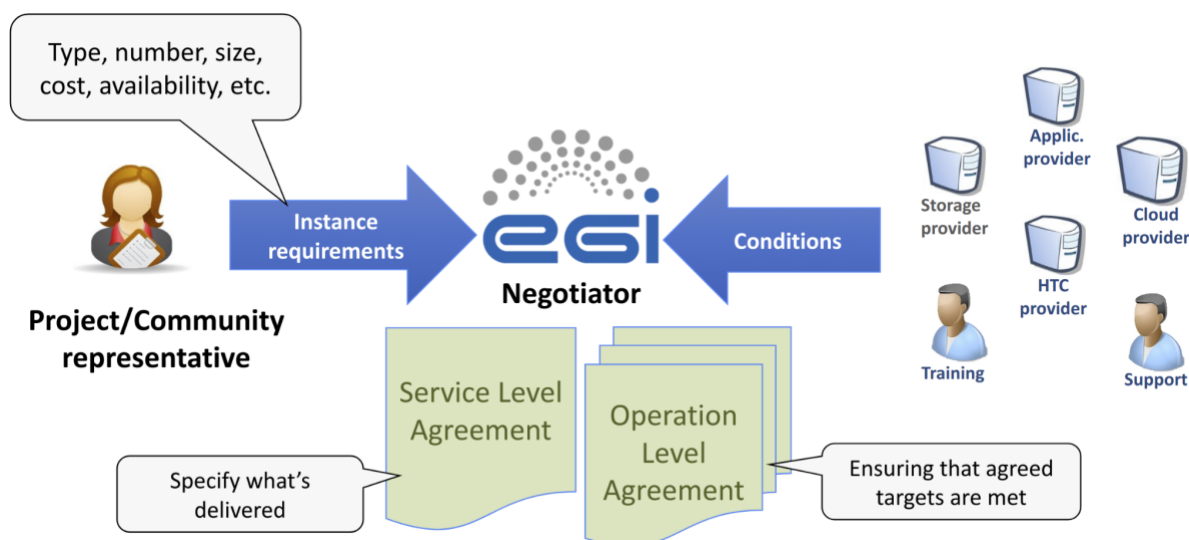 Type, number, size,
cost, availability, etc.
Instance
requirements
Project/Community
representative
egi
Negotiator
Conditions
Applic.
provider
Storage
provider
Cloud
provider
HTC
provider
Training
Support
Service Level
Agreement
Operation
Level
Agreement
Specify what's
delivered
Ensuring that agreed
targets are met